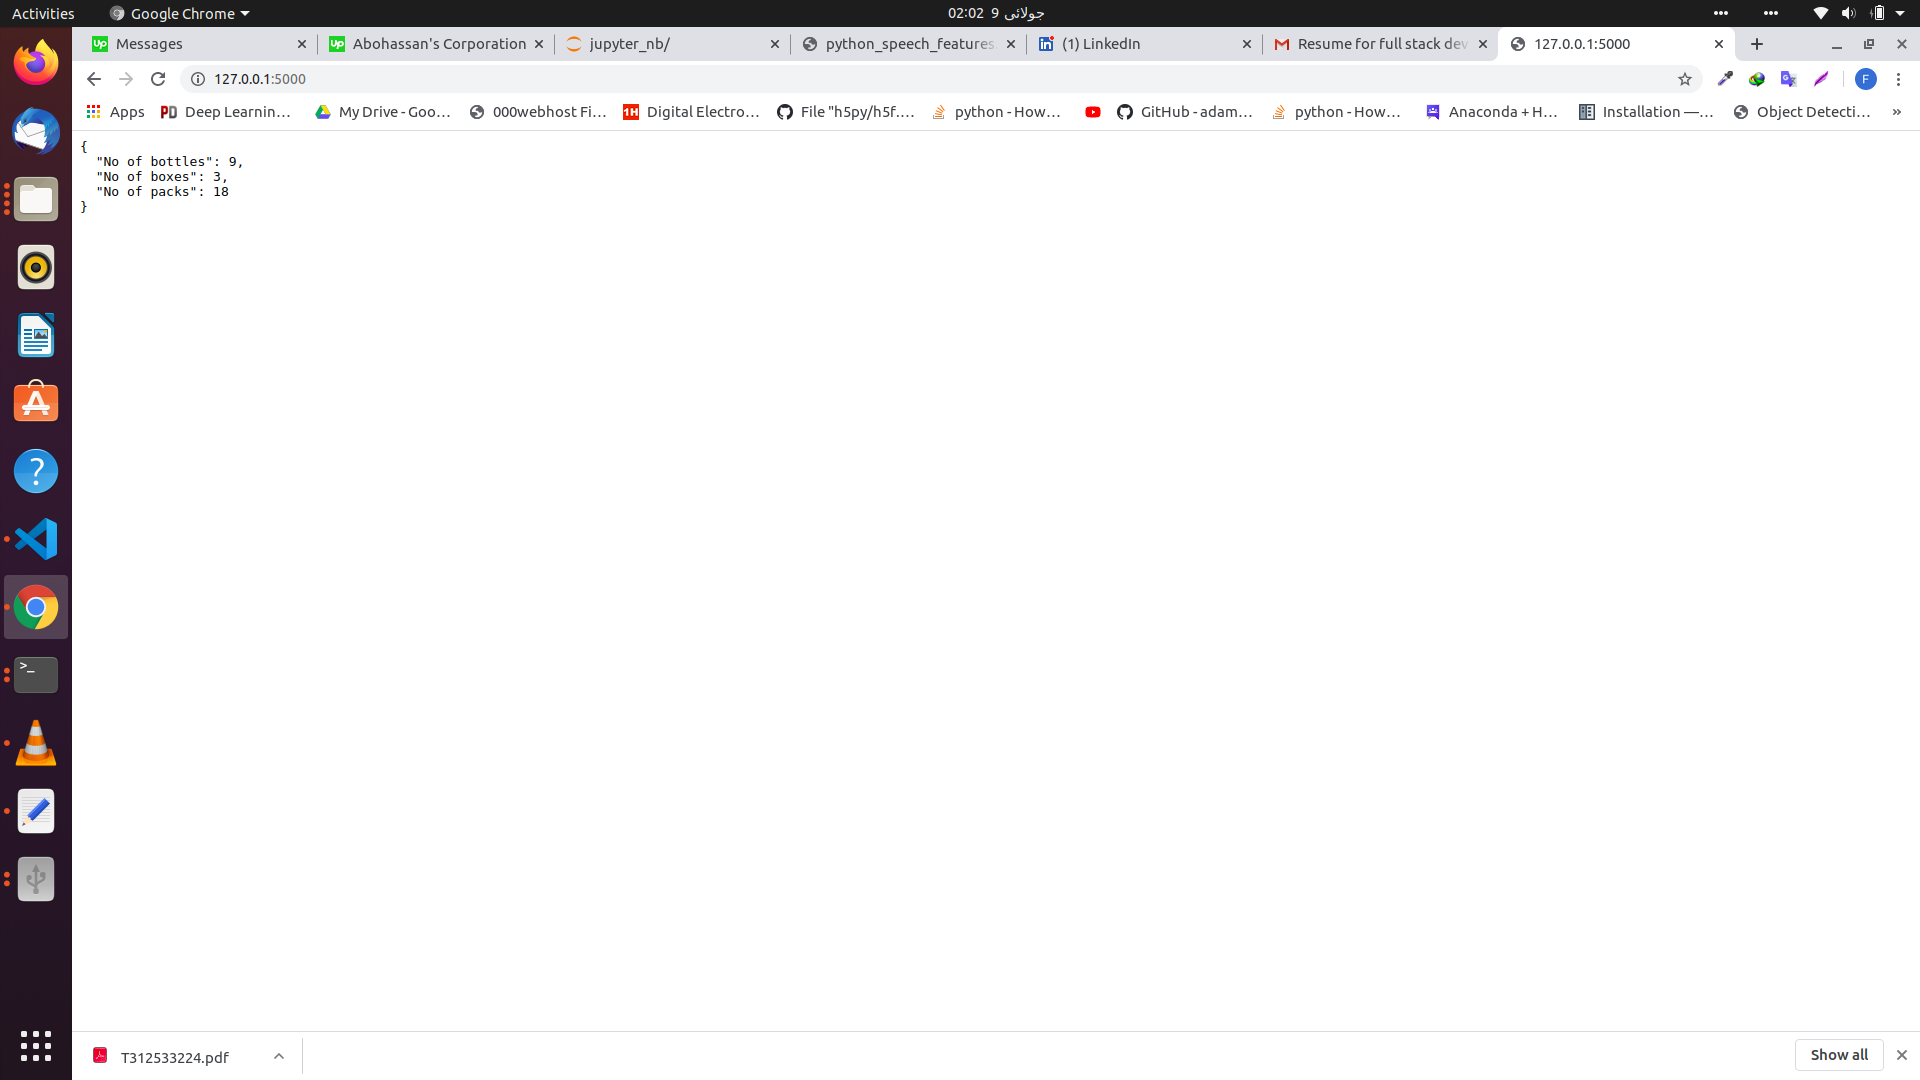 Activities
Google Chrome
02:02 9 جولائی
Messages
Abohassan's Corporation
jupyter_nb/
python_speech_features.
(1) LinkedIn
Resume for full stack dev
127.0.0.1:5000
127.0.0.1:5000
F
Apps
PD Deep Learnin…
My Drive - Goo…
000webhost Fi…
1H Digital Electro…
File "h5py/h5f.…
python - How…
GitHub - adam…
python - How…
Anaconda + H…
Installation —…
Object Detecti…
»
{
"No of bottles": 9,
"No of boxes": 3,
"No of packs": 18
}
T312533224.pdf
Show all